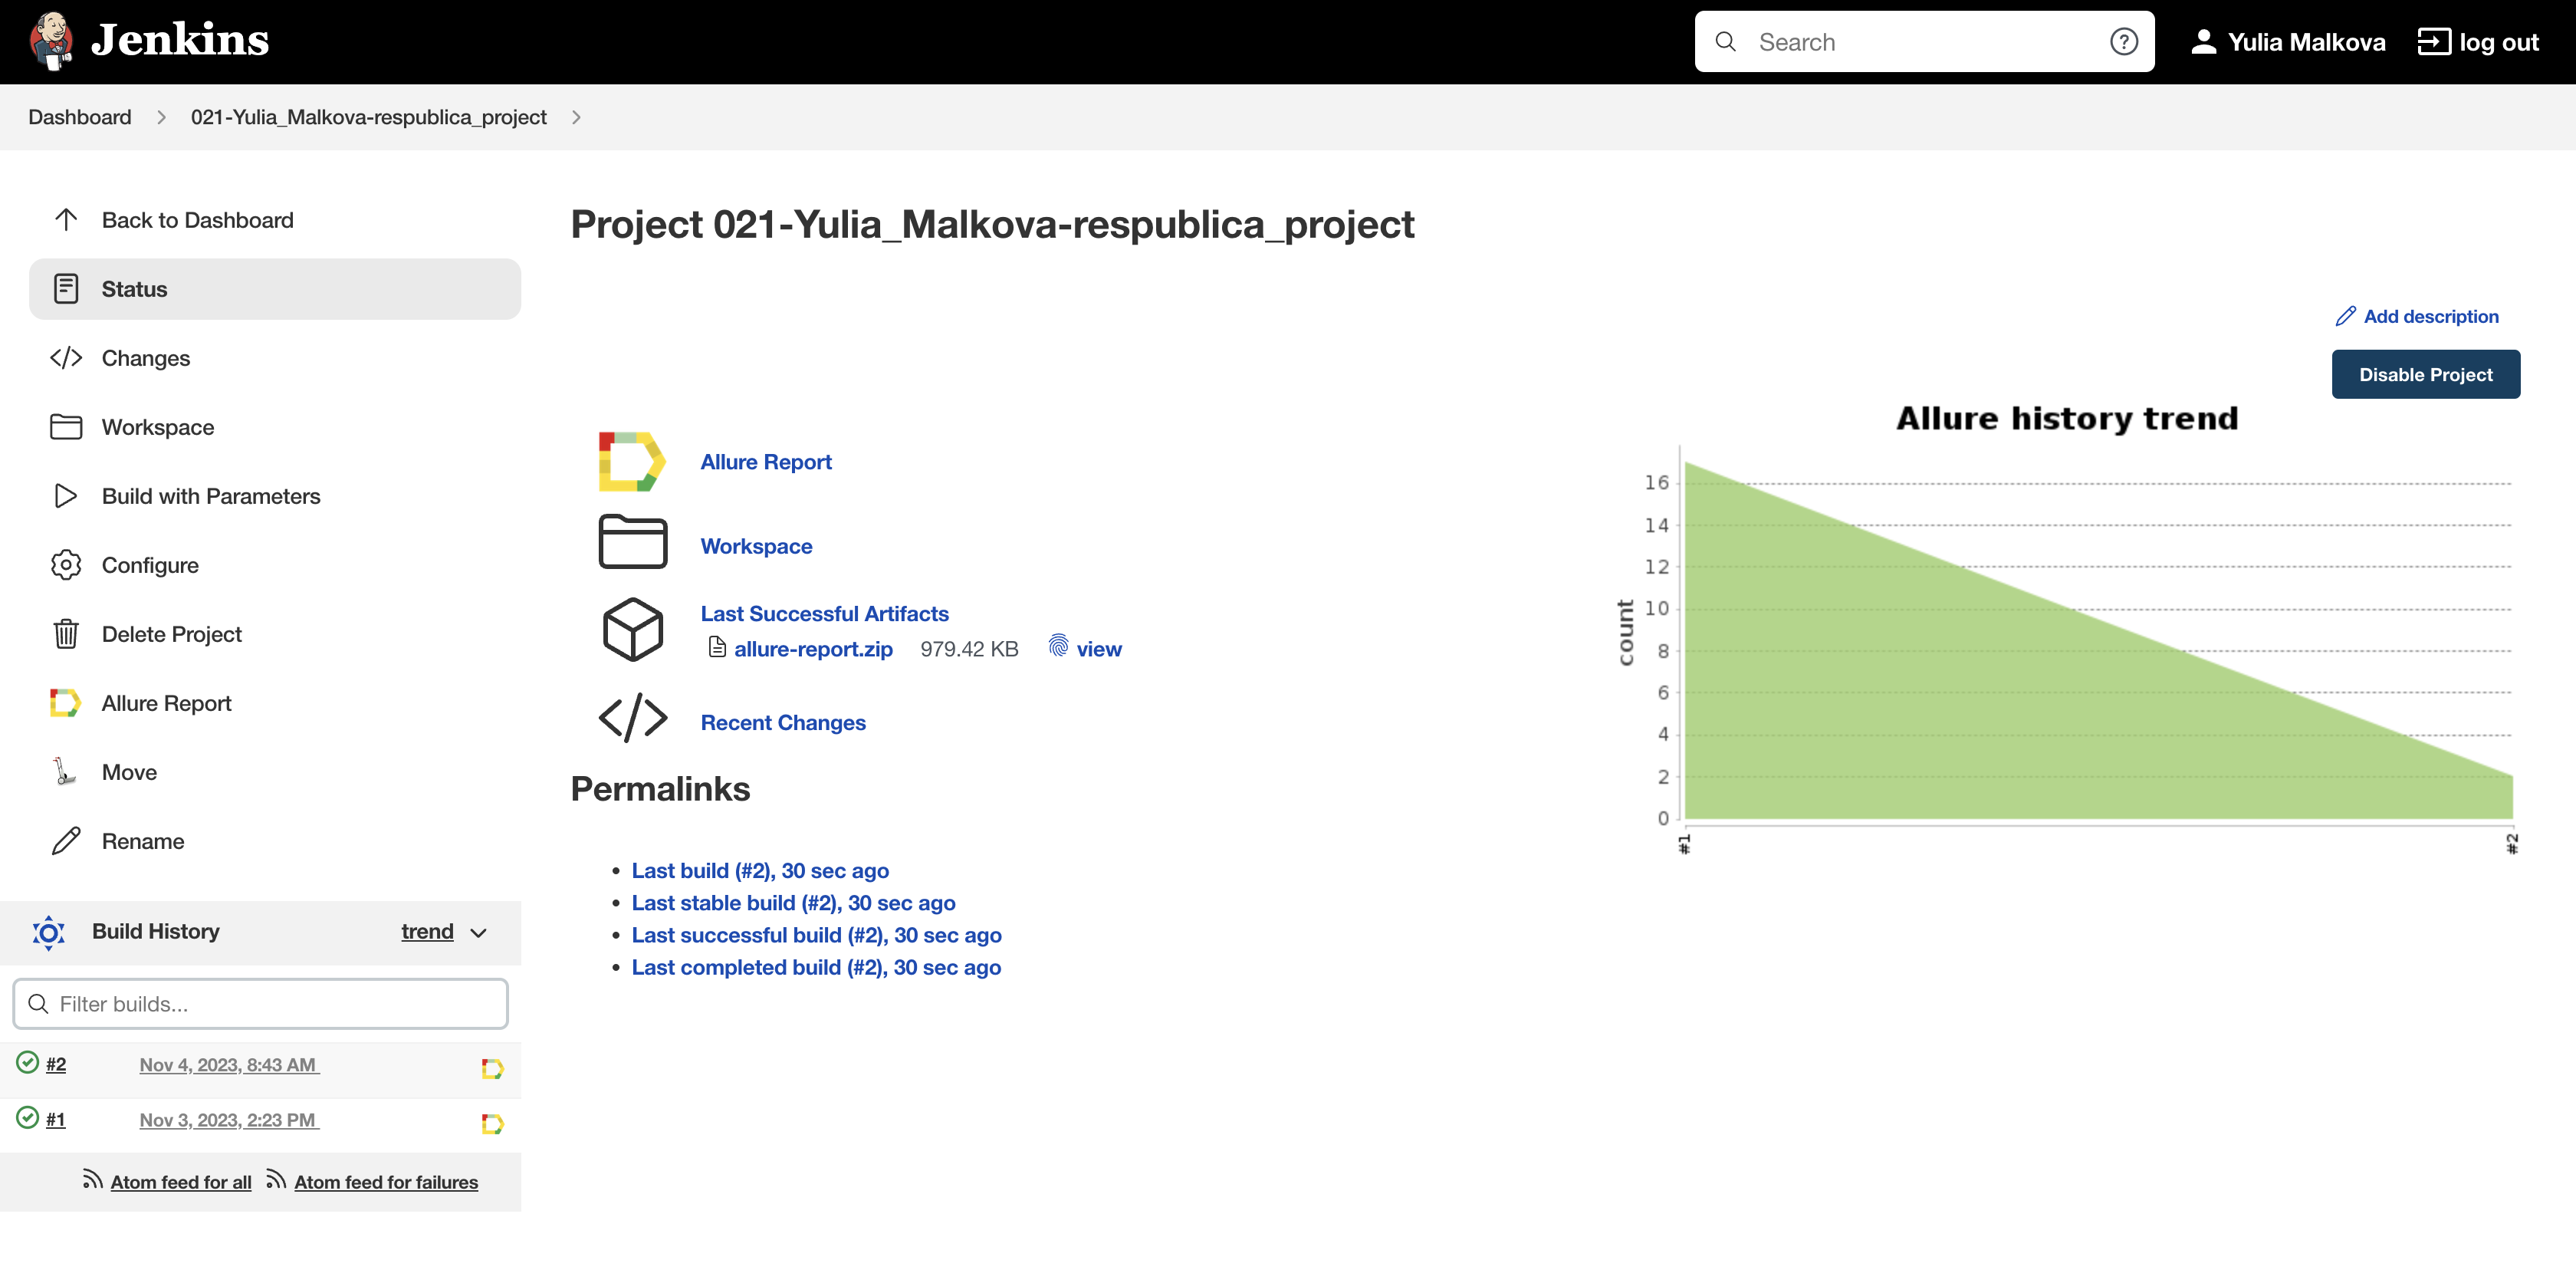 Jenkins
Search
Yulia Malkova
log out
Dashboard
021-Yulia_Malkova-respublica_project
Back to Dashboard
Status
Changes
Workspace
Build with Parameters
Configure
Delete Project
Allure Report
Move
Rename
Build History
trend
Filter builds...
#2 Nov 4, 2023, 8:43 AM
#1 Nov 3, 2023, 2:23 PM
Atom feed for all Atom feed for failures
Project 021-Yulia_Malkova-respublica_project
Add description
Disable Project
Allure Report
Workspace
Last Successful Artifacts
allure-report.zip 979.42 KB view
Recent Changes
Permalinks
Last build (#2), 30 sec ago
Last stable build (#2), 30 sec ago
Last successful build (#2), 30 sec ago
Last completed build (#2), 30 sec ago
Allure history trend
count
16
14
12
10
8
6
4
2
0
#1
#2